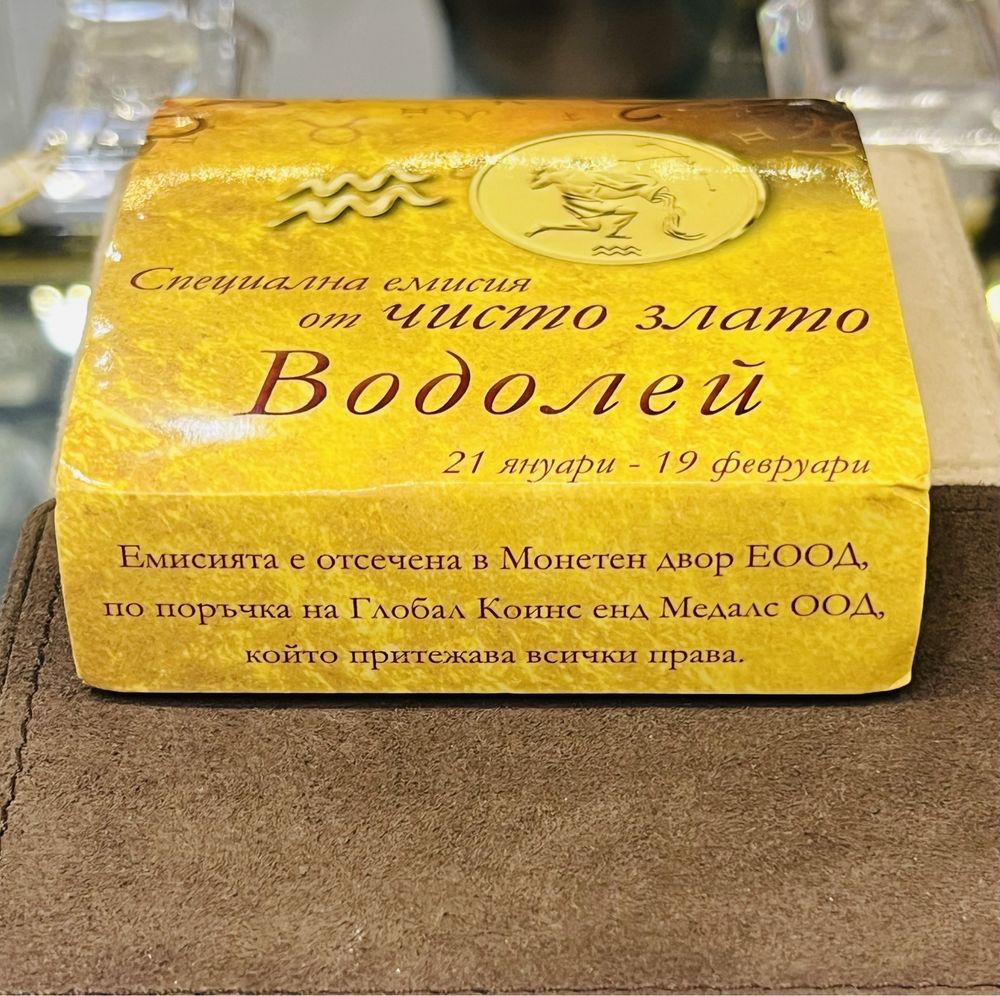 Специална емисия
от чисто злато
Водолей
21 януари - 19 февруари
Емисията е отсечена в Монетен двор ЕООД,
по поръчка на Глобал Коинс енд Медалс ООД,
който притежава всички права.